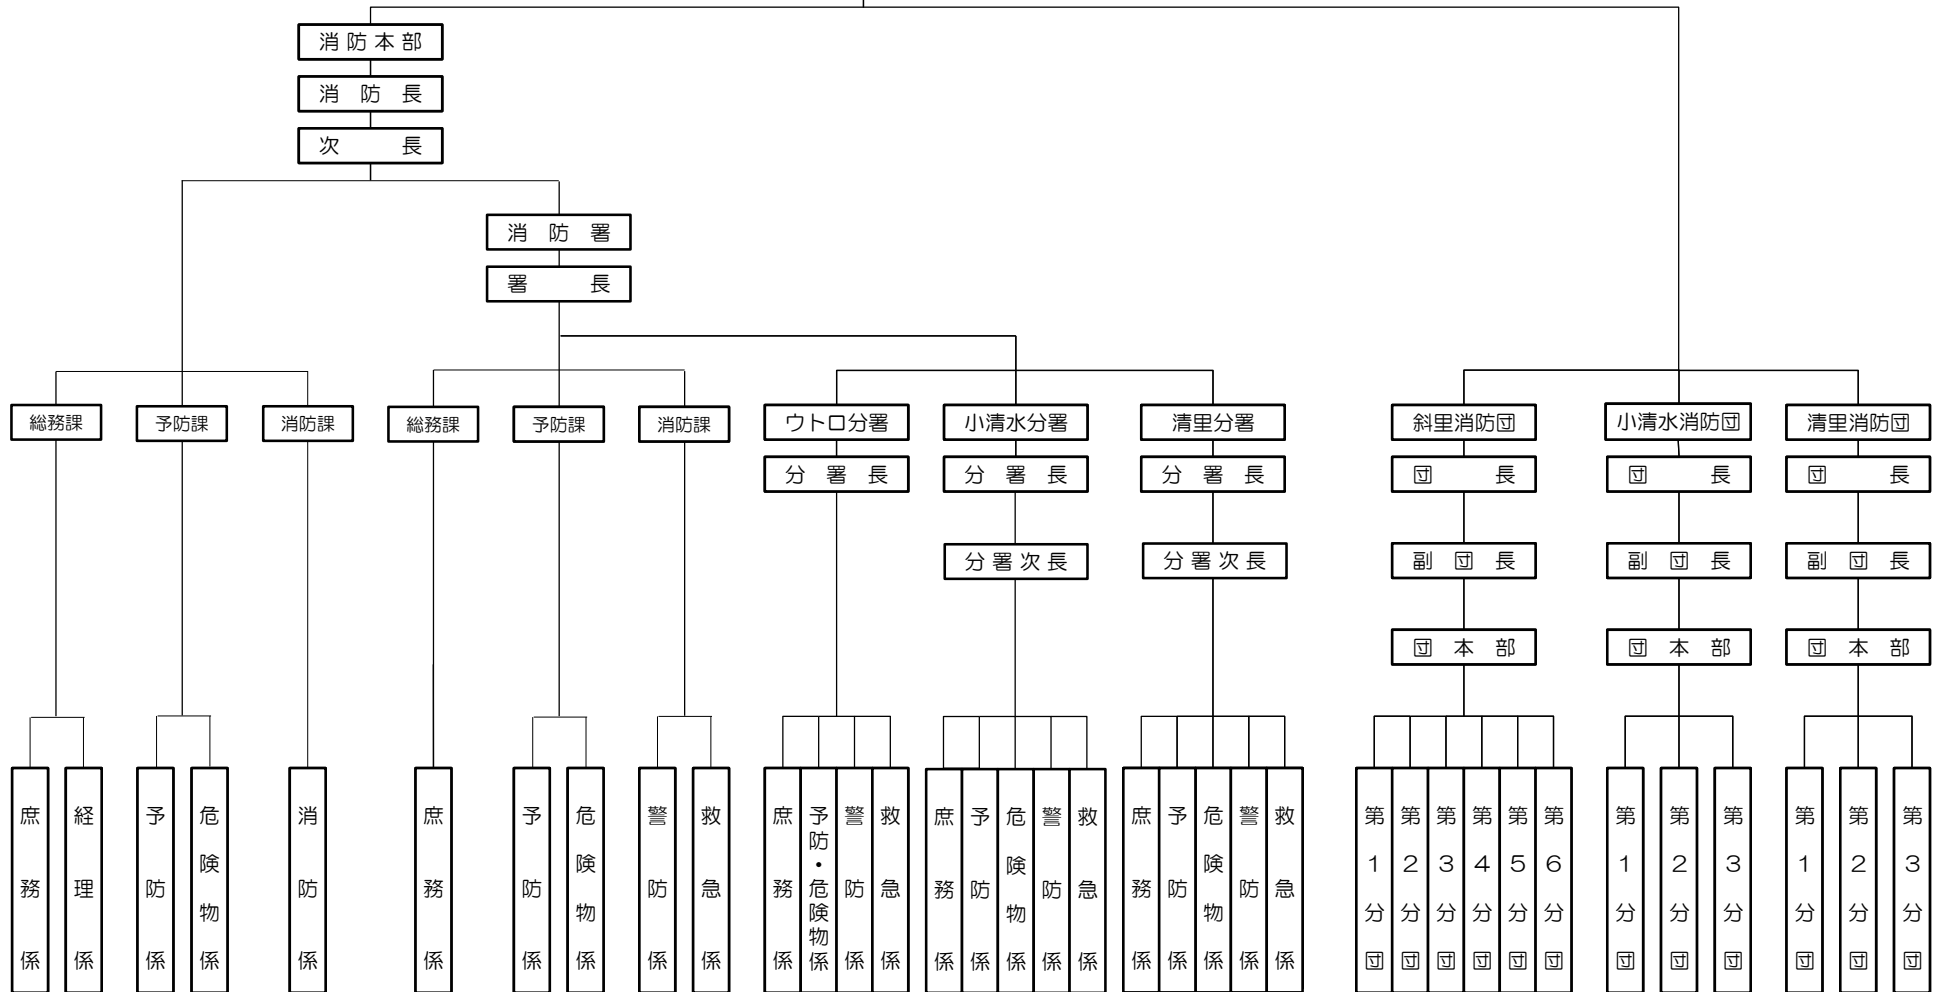 消防本部
消防長
次長
消防署
署長
総務課
予防課
消防課
総務課
予防課
消防課
ウトロ分署
小清水分署
清里分署
斜里消防団
小清水消防団
清里消防団
分署長
分署長
分署長
団長
団長
団長
分署次長
分署次長
副団長
副団長
副団長
団本部
団本部
団本部
庶務係
経理係
予防係
危険物係
消防係
庶務係
予防係
危険物係
警防係
救急係
庶務係
予防・危険物係
警防係
救急係
庶務係
予防係
危険物係
警防係
救急係
庶務係
予防係
危険物係
警防係
救急係
第1分団
第2分団
第3分団
第4分団
第5分団
第6分団
第1分団
第2分団
第3分団
第1分団
第2分団
第3分団